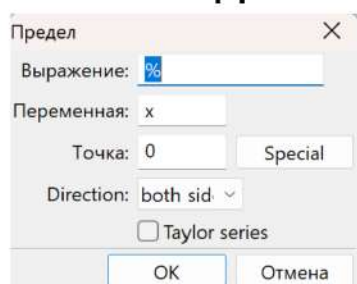 Предел
Выражение: %
Переменная: x
Точка: 0 Special
Direction: both sid
Taylor series
OK Отмена